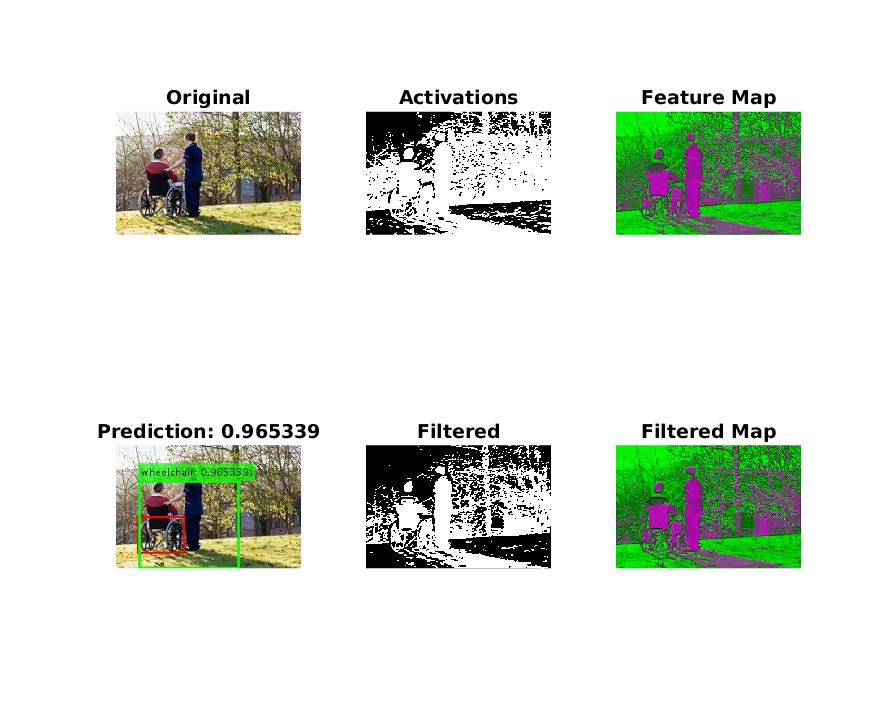 Original
Activations
Feature Map
Prediction: 0.965339
Filtered
Filtered Map
wheelchair: 0.965339)